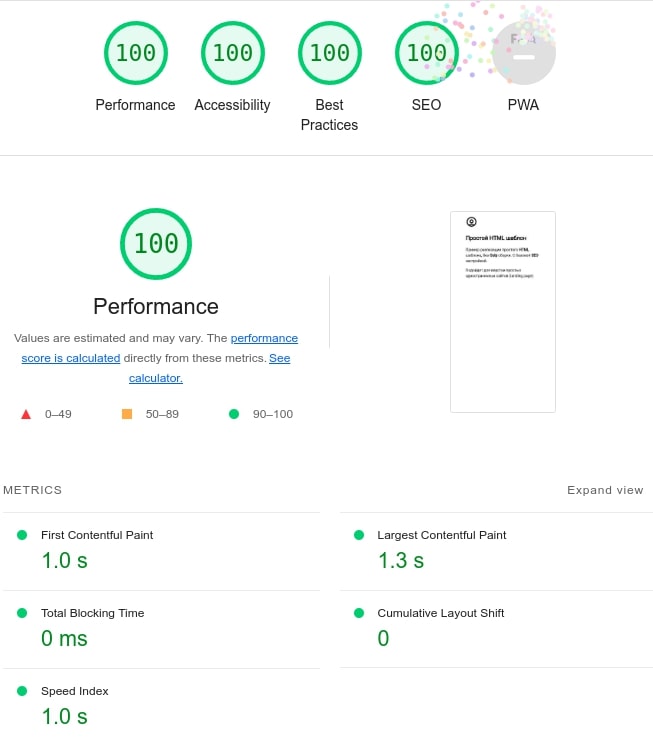 100
100
100
100
Performance
Accessibility
Best
Practices
SEO
PWA
100
Performance
Values are estimated and may vary. The performance
score is calculated directly from these metrics. See
calculator.
0–49
50–89
90–100
Простой HTML шаблон
METRICS
Expand view
First Contentful Paint
1.0 s
Largest Contentful Paint
1.3 s
Total Blocking Time
0 ms
Cumulative Layout Shift
0
Speed Index
1.0 s